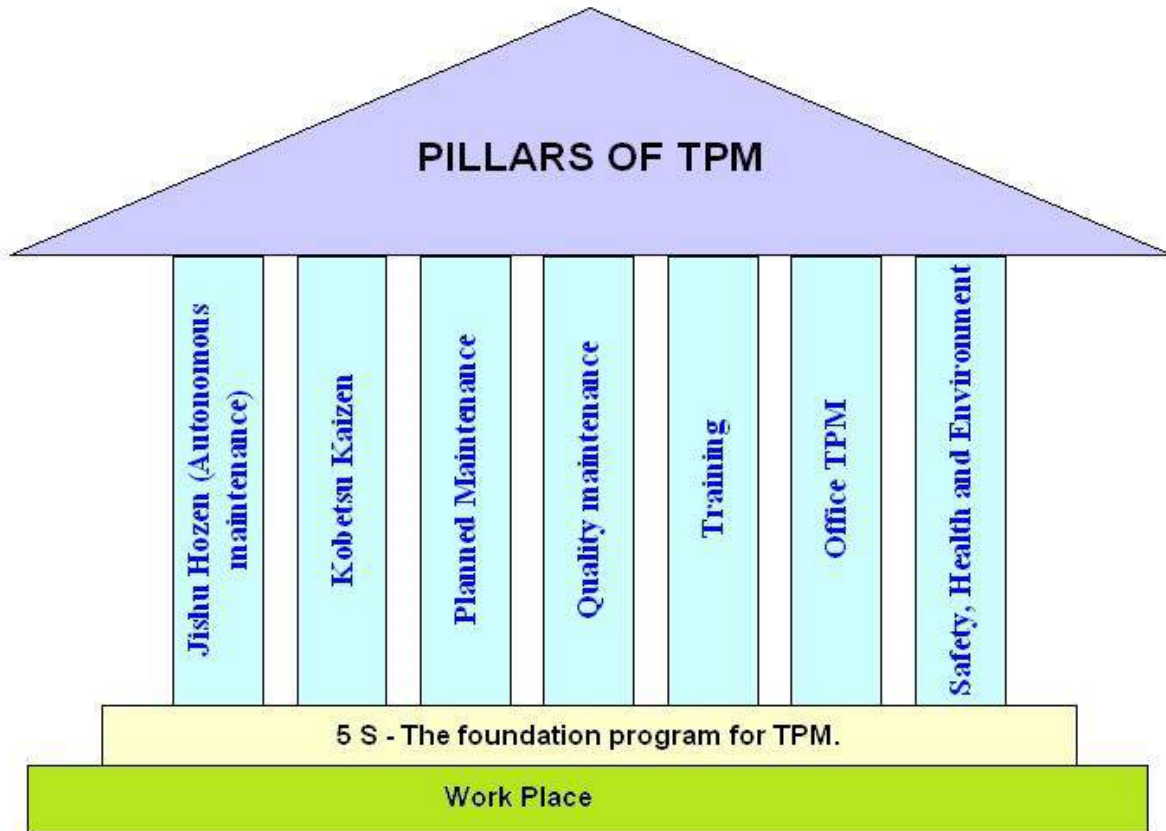 PILLARS OF TPM
Jishu Hozen (Autonomous
maintenance)
Kobetsu Kaizen
Planned Maintenance
Quality maintenance
Training
Office TPM
Safety, Health and Environment
5 S - The foundation program for TPM.
Work Place